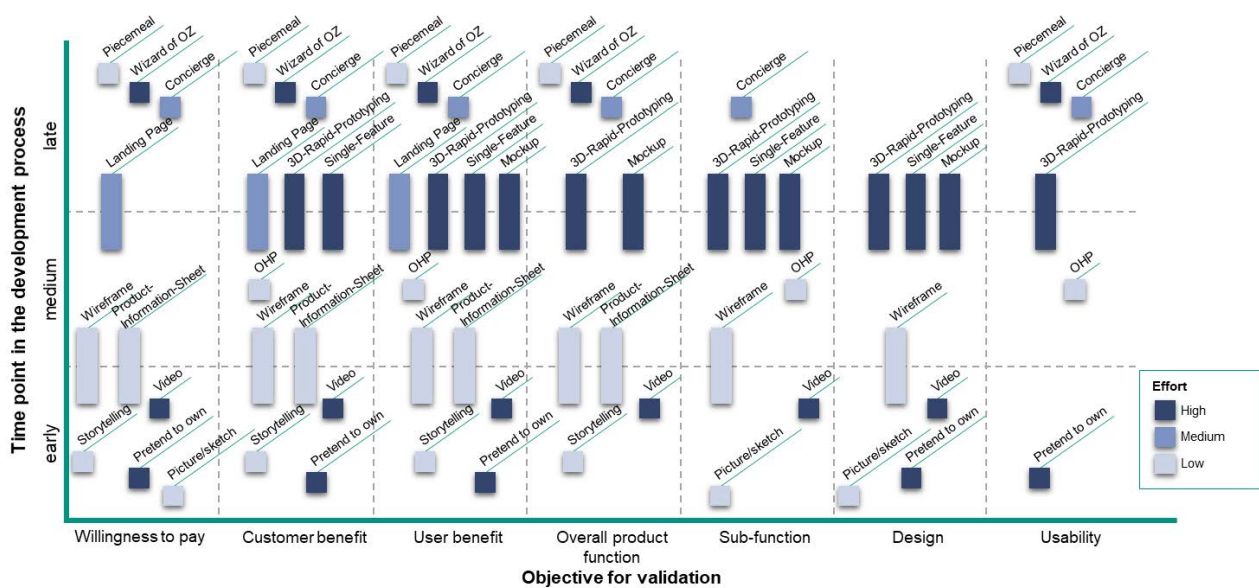 Time point in the development process
late
medium
early
Piecemeal
Wizard of OZ
Concierge
Landing Page
Wireframe
Product-
Information-Sheet
Video
Storytelling
Pretend to own
Picture/sketch
Piecemeal
Wizard of OZ
Concierge
Landing Page
3D-Rapid-Prototyping
Single-Feature
OHP
Wireframe
Product-
Information-Sheet
Video
Storytelling
Pretend to own
Piecemeal
Wizard of OZ
Concierge
Landing Page
3D-Rapid-Prototyping
Single-Feature
Mockup
OHP
Wireframe
Product-
Information-Sheet
Video
Storytelling
Pretend to own
Piecemeal
Wizard of OZ
Concierge
3D-Rapid-Prototyping
Mockup
Wireframe
Product-
Information-Sheet
Video
Storytelling
Concierge
3D-Rapid-Prototyping
Single-Feature
Mockup
OHP
Wireframe
Video
Picture/sketch
3D-Rapid-Prototyping
Single-Feature
Mockup
Wireframe
Video
Pretend to own
Picture/sketch
Piecemeal
Wizard of OZ
Concierge
3D-Rapid-Prototyping
OHP
Pretend to own
Effort
High
Medium
Low
Willingness to pay
Customer benefit
User benefit
Overall product
function
Sub-function
Design
Usability
Objective for validation